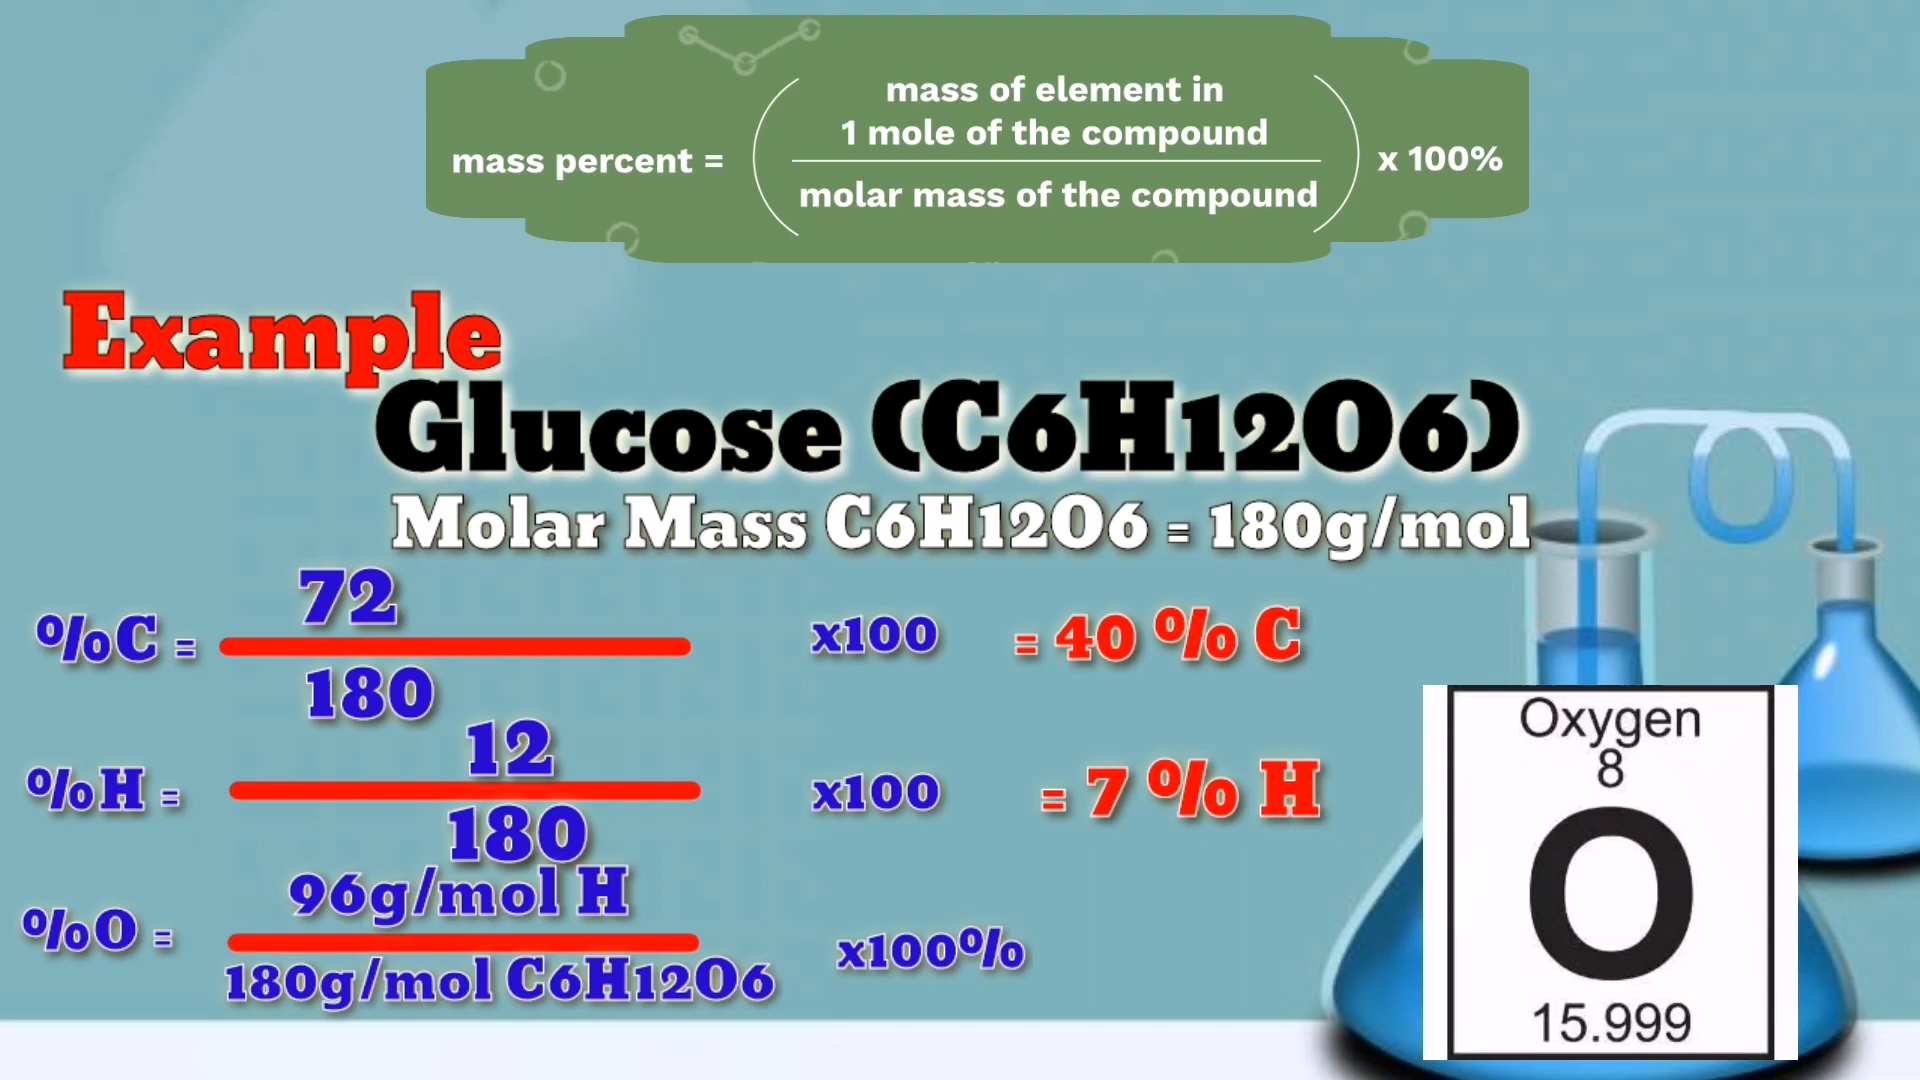 mass of element in
1 mole of the compound
mass percent =
x 100%
molar mass of the compound
Example
Glucose (C6H12O6)
Molar Mass C6H12O6 = 180g/mol
72
%C =
x100
= 40 % C
180
12
%H =
x100
= 7 % H
180
96g/mol H
%O =
x100%
180g/mol C6H12O6
Oxygen
8
O
15.999